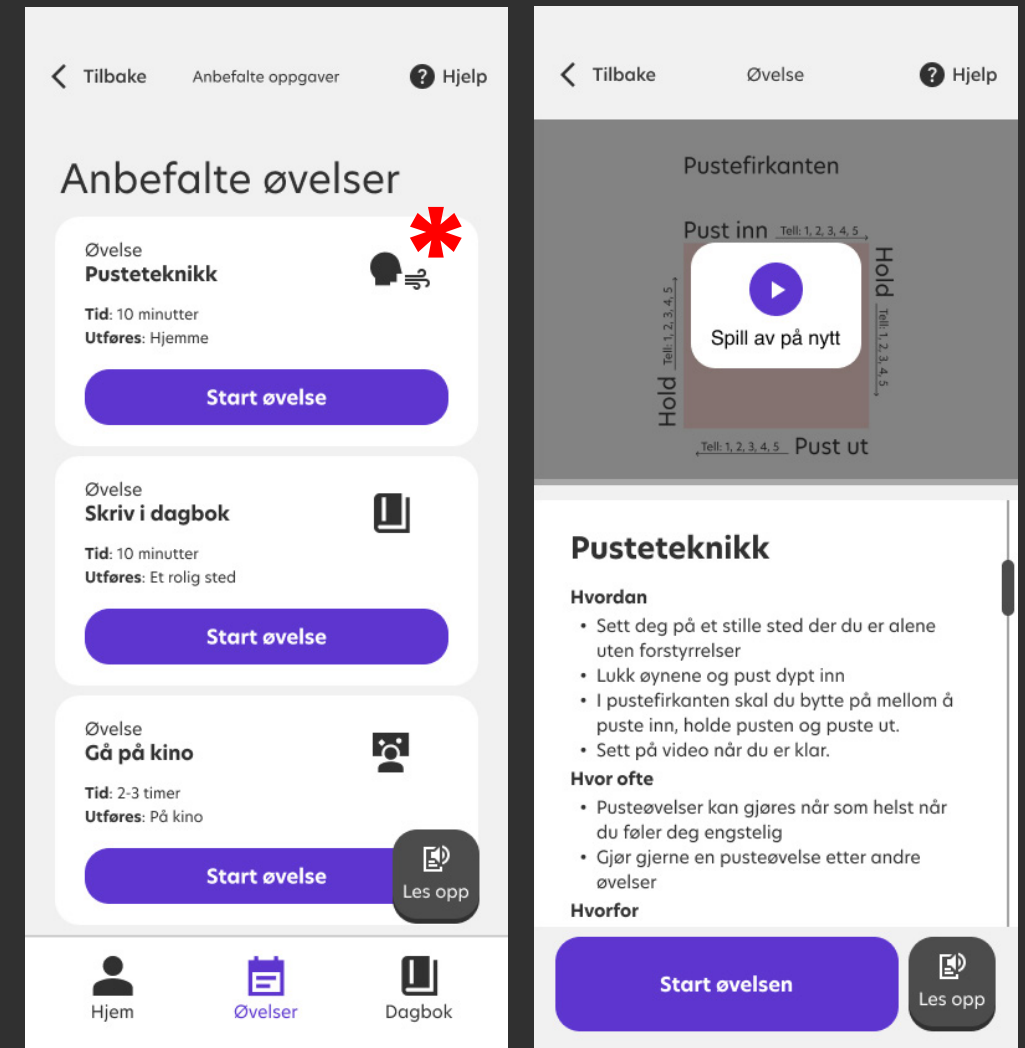 Tilbake
Anbefalte oppgaver
? Hjelp
Anbefalte øvelser
Øvelse
Pusteteknikk
Tid: 10 minutter
Utføres: Hjemme
Start øvelse
Øvelse
Skriv i dagbok
Tid: 10 minutter
Utføres: Et rolig sted
Start øvelse
Øvelse
Gå på kino
Tid: 2-3 timer
Utføres: På kino
Start øvelse
Les opp
Hjem
Øvelser
Dagbok
Tilbake
Øvelse
? Hjelp
Pustefirkanten
Pust inn Tell: 1, 2, 3, 4, 5
Hold Tell: 1, 2, 3, 4, 5
Spill av på nytt
Hold Tell: 1, 2, 3, 4, 5
Tell: 1, 2, 3, 4, 5 Pust ut
Pusteteknikk
Hvordan
• Sett deg på et stille sted der du er alene
uten forstyrrelser
• Lukk øynene og pust dypt inn
• I pustefirkanten skal du bytte på mellom å
puste inn, holde pusten og puste ut.
• Sett på video når du er klar.
Hvor ofte
• Pusteøvelser kan gjøres når som helst når
du føler deg engstelig
• Gjør gjerne en pusteøvelse etter andre
øvelser
Hvorfor
Start øvelsen
Les opp